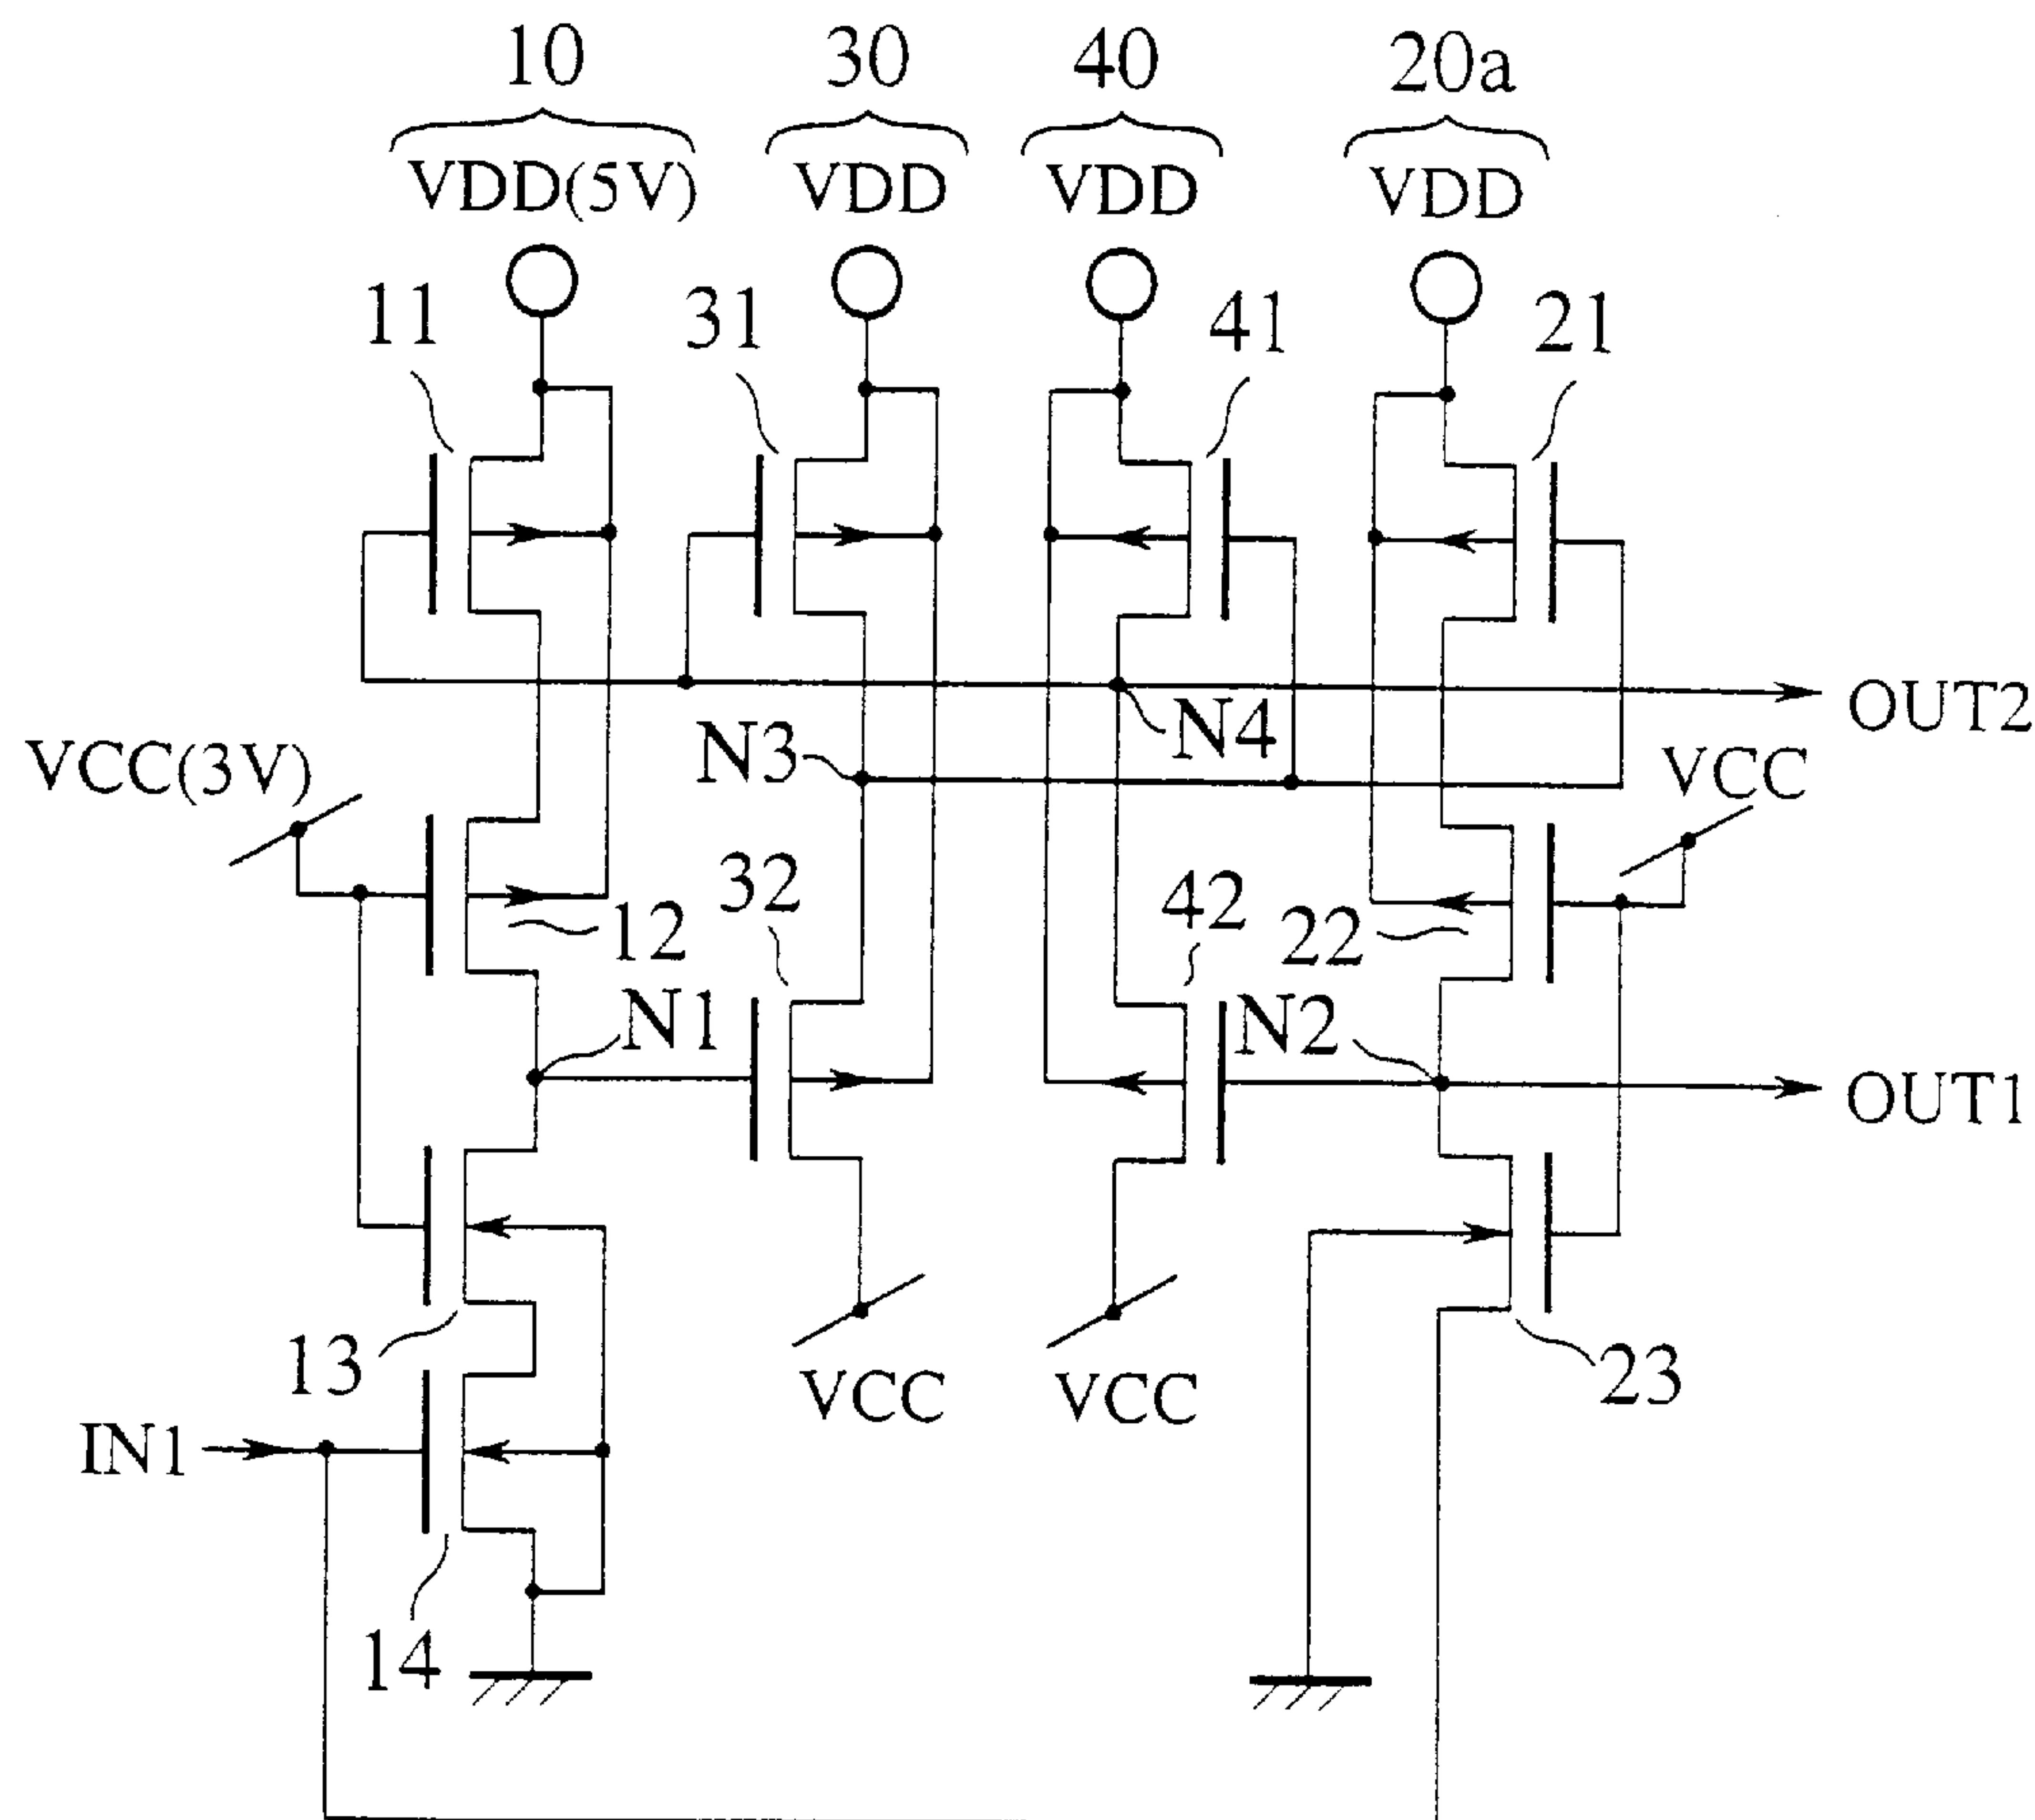 10 30 40 20a
VDD(5V) VDD VDD VDD
11 31 41 21
OUT2
N3 N4
VCC(3V) VCC
32 42
12 22
N1 N2
OUT1
13 23
VCC VCC
IN1
14